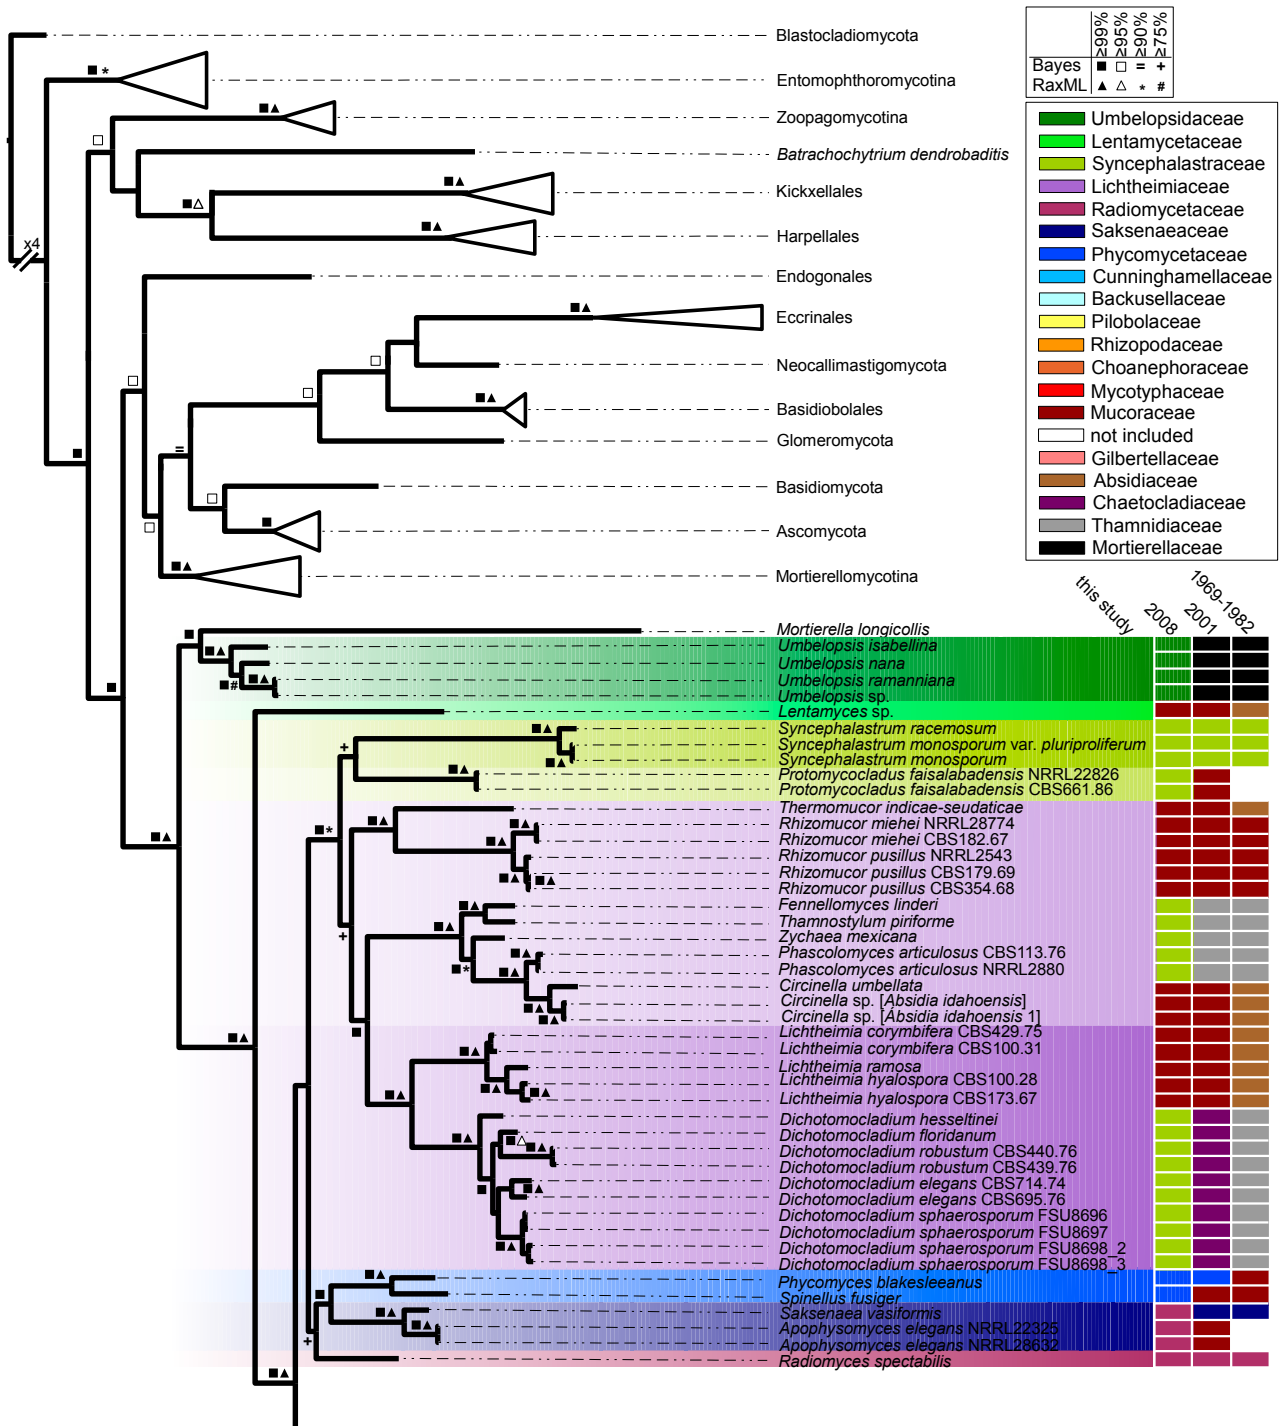 Blastocladiomycota
Entomophthoromycotina
Zoopagomycotina
Batrachochytrium dendrobaditis
Kickxellales
Harpellales
x4
Endogonales
Eccrinales
Neocallimastigomycota
Basidiobolales
Glomeromycota
Basidiomycota
Ascomycota
Mortierellomycotina
≥99% ≥95% ≥90% ≥75%
Bayes ■ □ = +
RaxML ▲ △ * #
Umbelopsidaceae
Lentamycetaceae
Syncephalastraceae
Lichtheimiaceae
Radiomycetaceae
Saksenaeaceae
Phycomycetaceae
Cunninghamellaceae
Backusellaceae
Pilobolaceae
Rhizopodaceae
Choanephoraceae
Mycotyphaceae
Mucoraceae
not included
Gilbertellaceae
Absidiaceae
Chaetocladiaceae
Thamnidiaceae
Mortierellaceae
this study 2008 2001 1969-1982
Mortierella longicollis
Umbelopsis isabellina
Umbelopsis nana
Umbelopsis ramanniana
Umbelopsis sp.
Lentamyces sp.
Syncephalastrum racemosum
Syncephalastrum monosporum var. pluriproliferum
Syncephalastrum monosporum
Protomycocladus faisalabadensis NRRL22826
Protomycocladus faisalabadensis CBS661.86
Thermomucor indicae-seudaticae
Rhizomucor miehei NRRL28774
Rhizomucor miehei CBS182.67
Rhizomucor pusillus NRRL2543
Rhizomucor pusillus CBS179.69
Rhizomucor pusillus CBS354.68
Fennellomyces linderi
Thamnostylum piriforme
Zychaea mexicana
Phascolomyces articulosus CBS113.76
Phascolomyces articulosus NRRL2880
Circinella umbellata
Circinella sp. [Absidia idahoensis]
Circinella sp. [Absidia idahoensis 1]
Lichtheimia corymbifera CBS429.75
Lichtheimia corymbifera CBS100.31
Lichtheimia ramosa
Lichtheimia hyalospora CBS100.28
Lichtheimia hyalospora CBS173.67
Dichotomocladium hesseltinei
Dichotomocladium floridanum
Dichotomocladium robustum CBS440.76
Dichotomocladium robustum CBS439.76
Dichotomocladium elegans CBS714.74
Dichotomocladium elegans CBS695.76
Dichotomocladium sphaerosporum FSU8696
Dichotomocladium sphaerosporum FSU8697
Dichotomocladium sphaerosporum FSU8698_2
Dichotomocladium sphaerosporum FSU8698_3
Phycomyces blakesleeanus
Spinellus fusiger
Saksenaea vasiformis
Apophysomyces elegans NRRL22325
Apophysomyces elegans NRRL28632
Radiomyces spectabilis